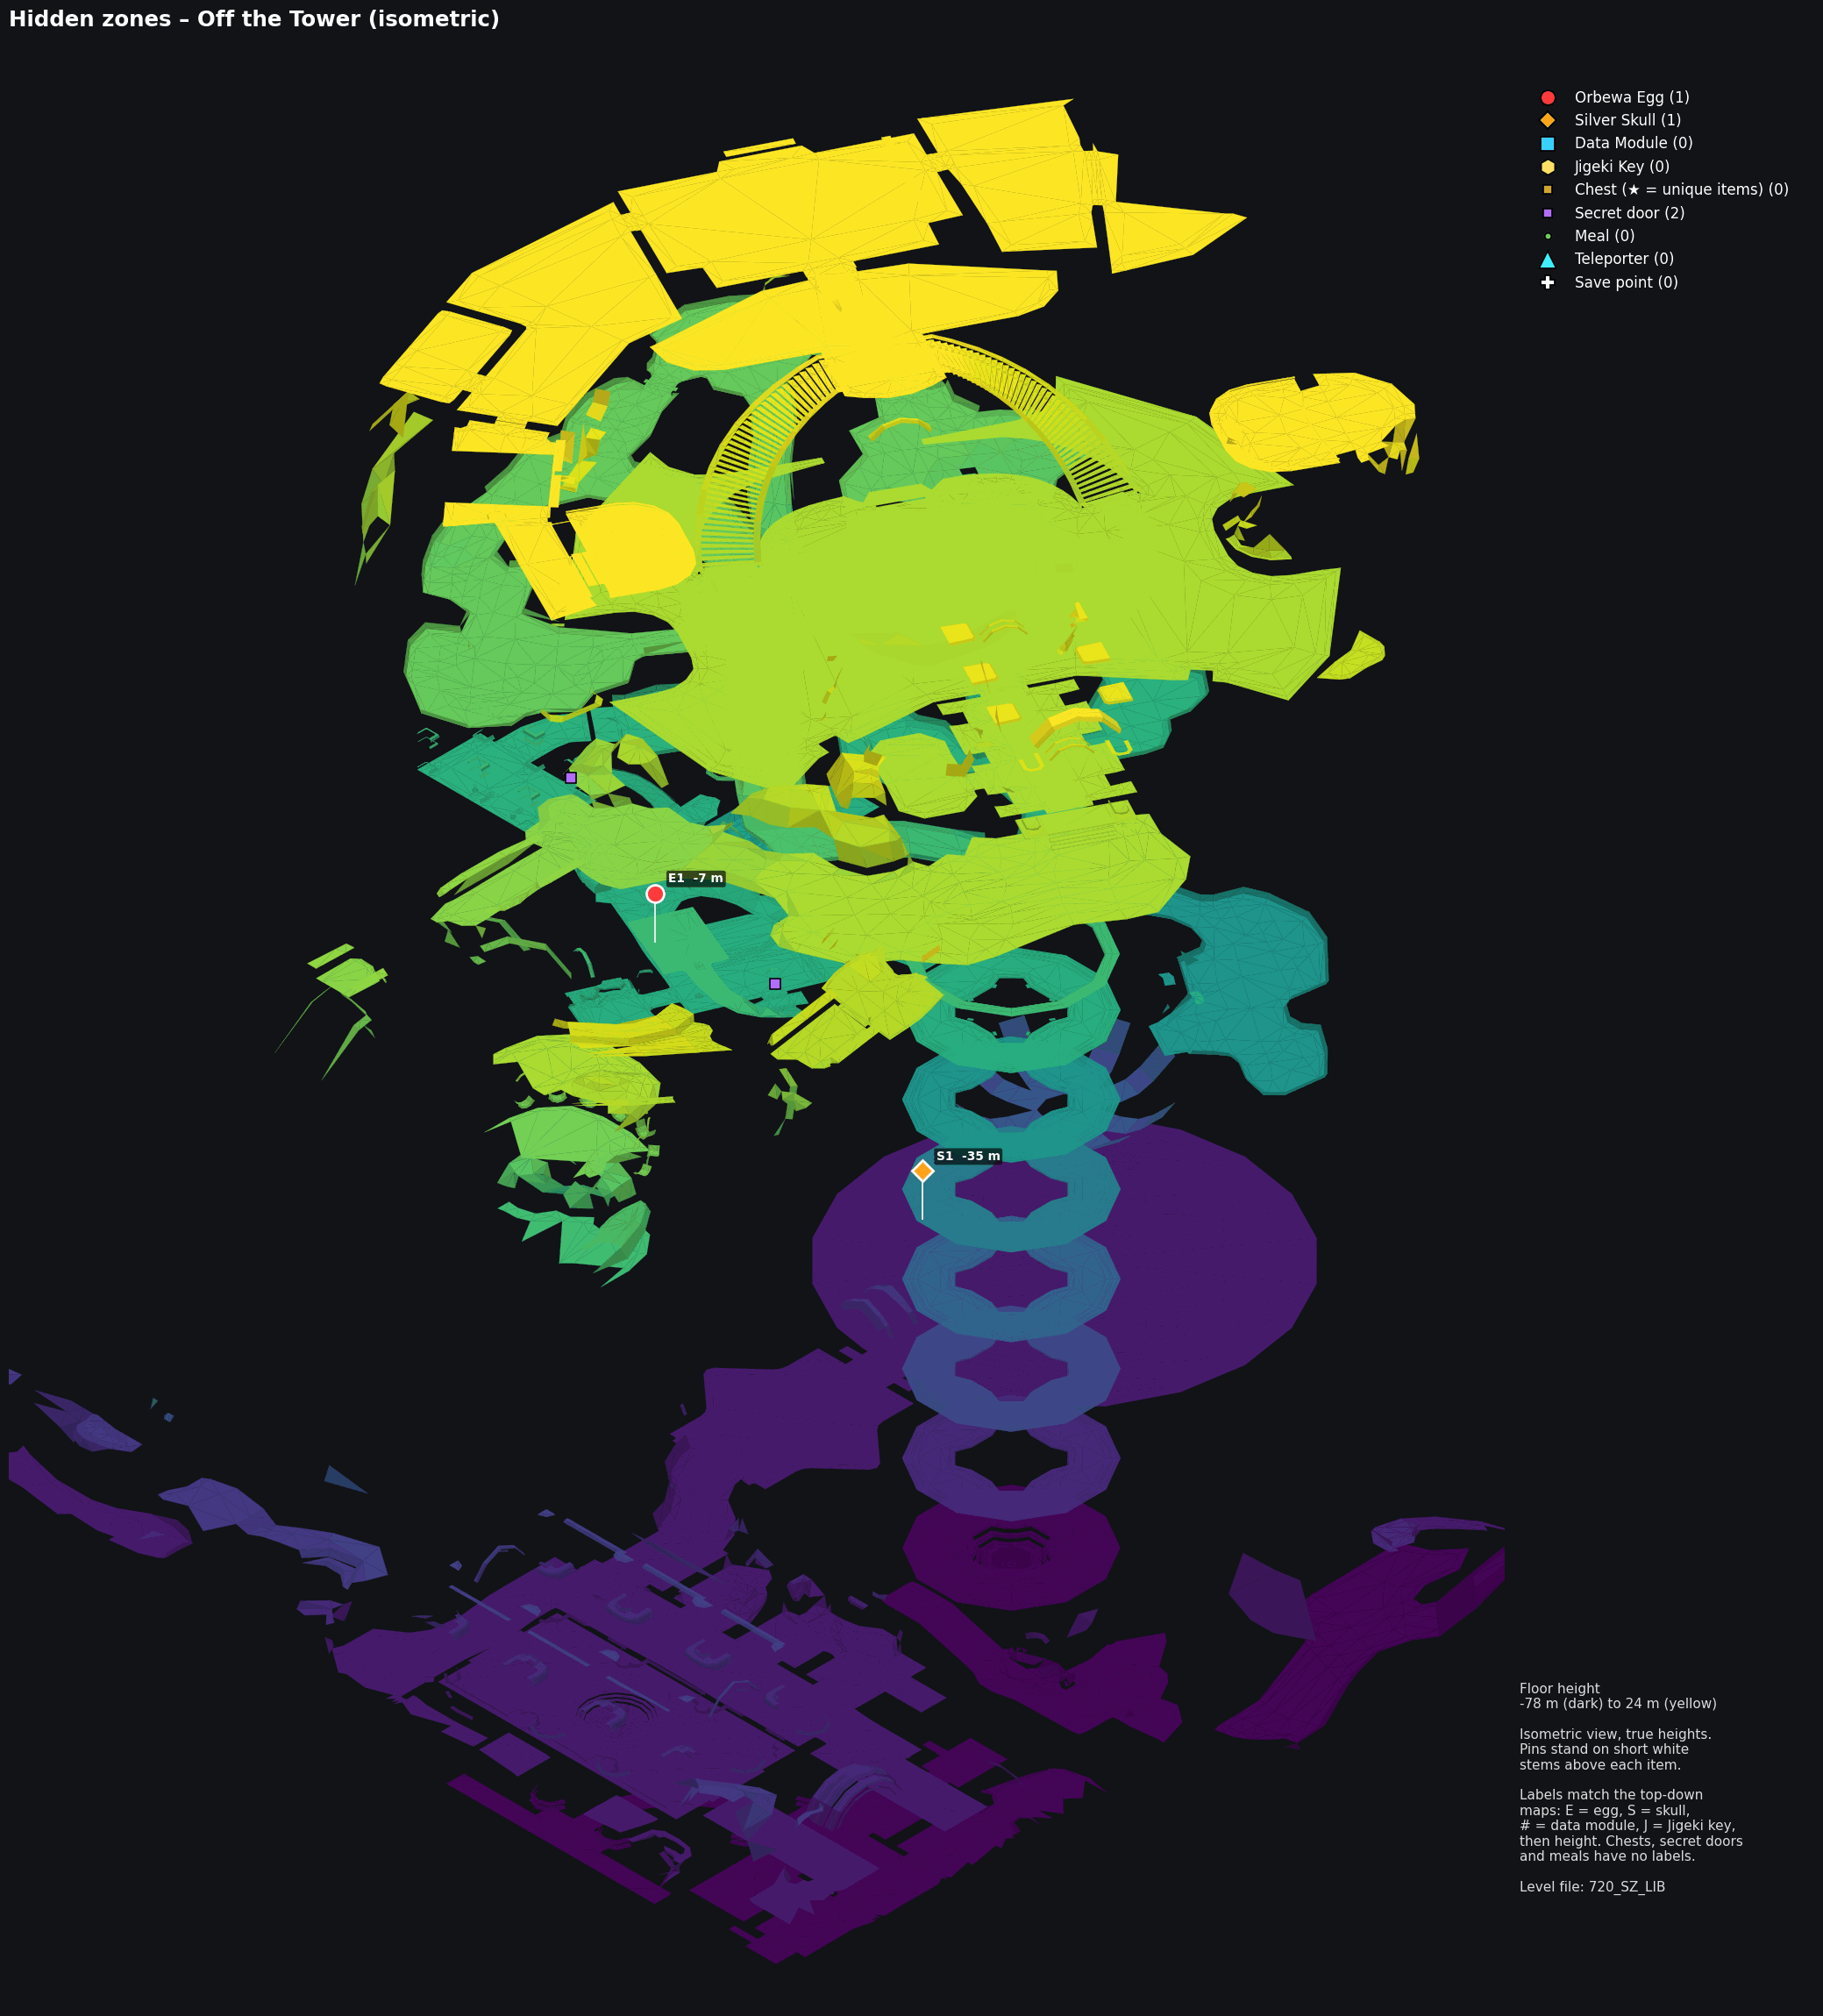 Hidden zones – Off the Tower (isometric)
Orbewa Egg (1)
Silver Skull (1)
Data Module (0)
Jigeki Key (0)
Chest (★ = unique items) (0)
Secret door (2)
Meal (0)
Teleporter (0)
Save point (0)
E1 -7 m
S1 -35 m
Floor height
-78 m (dark) to 24 m (yellow)
Isometric view, true heights.
Pins stand on short white
stems above each item.
Labels match the top-down
maps: E = egg, S = skull,
# = data module, J = Jigeki key,
then height. Chests, secret doors
and meals have no labels.
Level file: 720_SZ_LIB